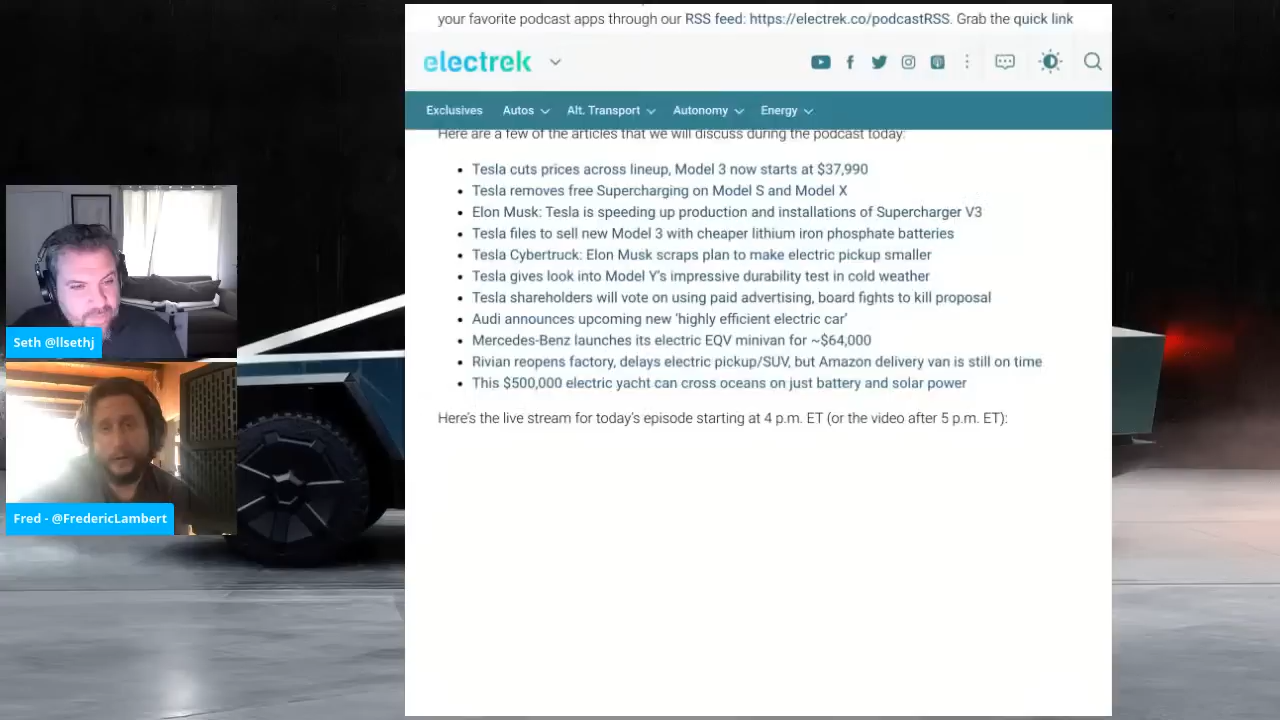 your favorite podcast apps through our RSS feed: https://electrek.co/podcastRSS. Grab the quick link
electrek
Exclusives Autos Alt. Transport Autonomy Energy
Here are a few of the articles that we will discuss during the podcast today:
• Tesla cuts prices across lineup, Model 3 now starts at $37,990
• Tesla removes free Supercharging on Model S and Model X
• Elon Musk: Tesla is speeding up production and installations of Supercharger V3
• Tesla files to sell new Model 3 with cheaper lithium iron phosphate batteries
• Tesla Cybertruck: Elon Musk scraps plan to make electric pickup smaller
• Tesla gives look into Model Y's impressive durability test in cold weather
• Tesla shareholders will vote on using paid advertising, board fights to kill proposal
• Audi announces upcoming new ‘highly efficient electric car’
• Mercedes-Benz launches its electric EQV minivan for ~$64,000
• Rivian reopens factory, delays electric pickup/SUV, but Amazon delivery van is still on time
• This $500,000 electric yacht can cross oceans on just battery and solar power
Here's the live stream for today's episode starting at 4 p.m. ET (or the video after 5 p.m. ET):
Seth @llsethj
Fred - @FredericLambert